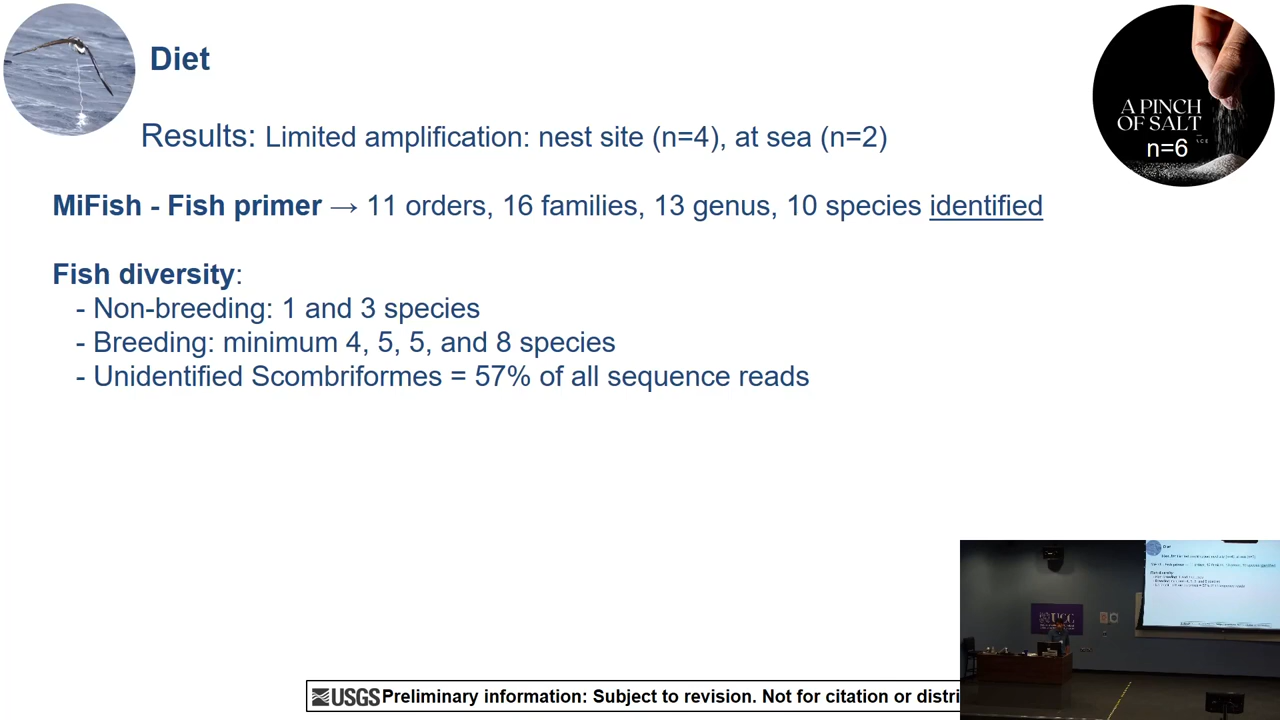 Diet
Results: Limited amplification: nest site (n=4), at sea (n=2)
A PINCH
OF SALT
n=6
MiFish - Fish primer → 11 orders, 16 families, 13 genus, 10 species identified
Fish diversity:
- Non-breeding: 1 and 3 species
- Breeding: minimum 4, 5, 5, and 8 species
- Unidentified Scombriformes = 57% of all sequence reads
UCC
USGS Preliminary information: Subject to revision. Not for citation or distri